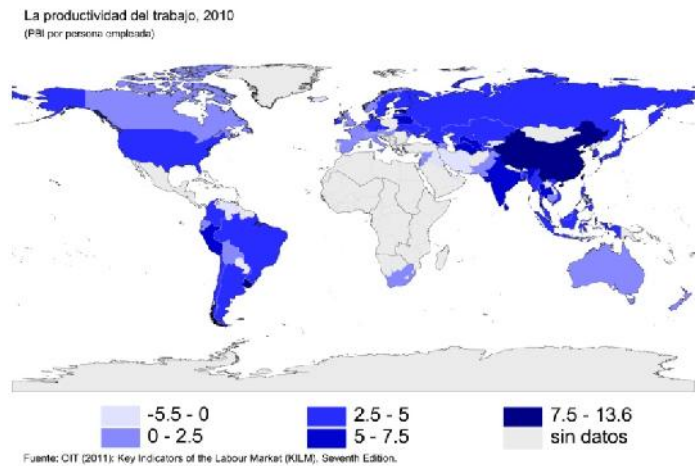 La productividad del trabajo, 2010
(PBI por persona empleada)
-5.5 - 0
2.5 - 5
7.5 - 13.6
0 - 2.5
5 - 7.5
sin datos
Fuente: OIT (2011): Key Indicators of the Labour Market (KILM). Seventh Edition.